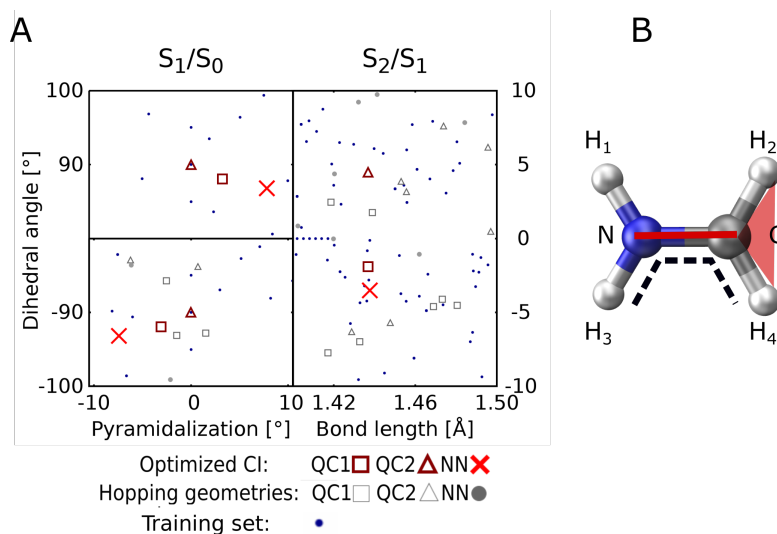 A
B
S1/S0
S2/S1
100
90
-90
-100
Dihedral angle [°]
10
5
0
-5
-10
-10
0
10
1.42
1.46
1.50
Pyramidalization [°]
Bond length [Å]
Optimized CI: QC1 QC2 NN
Hopping geometries: QC1 QC2 NN
Training set:
H1
H2
N
H3
H4